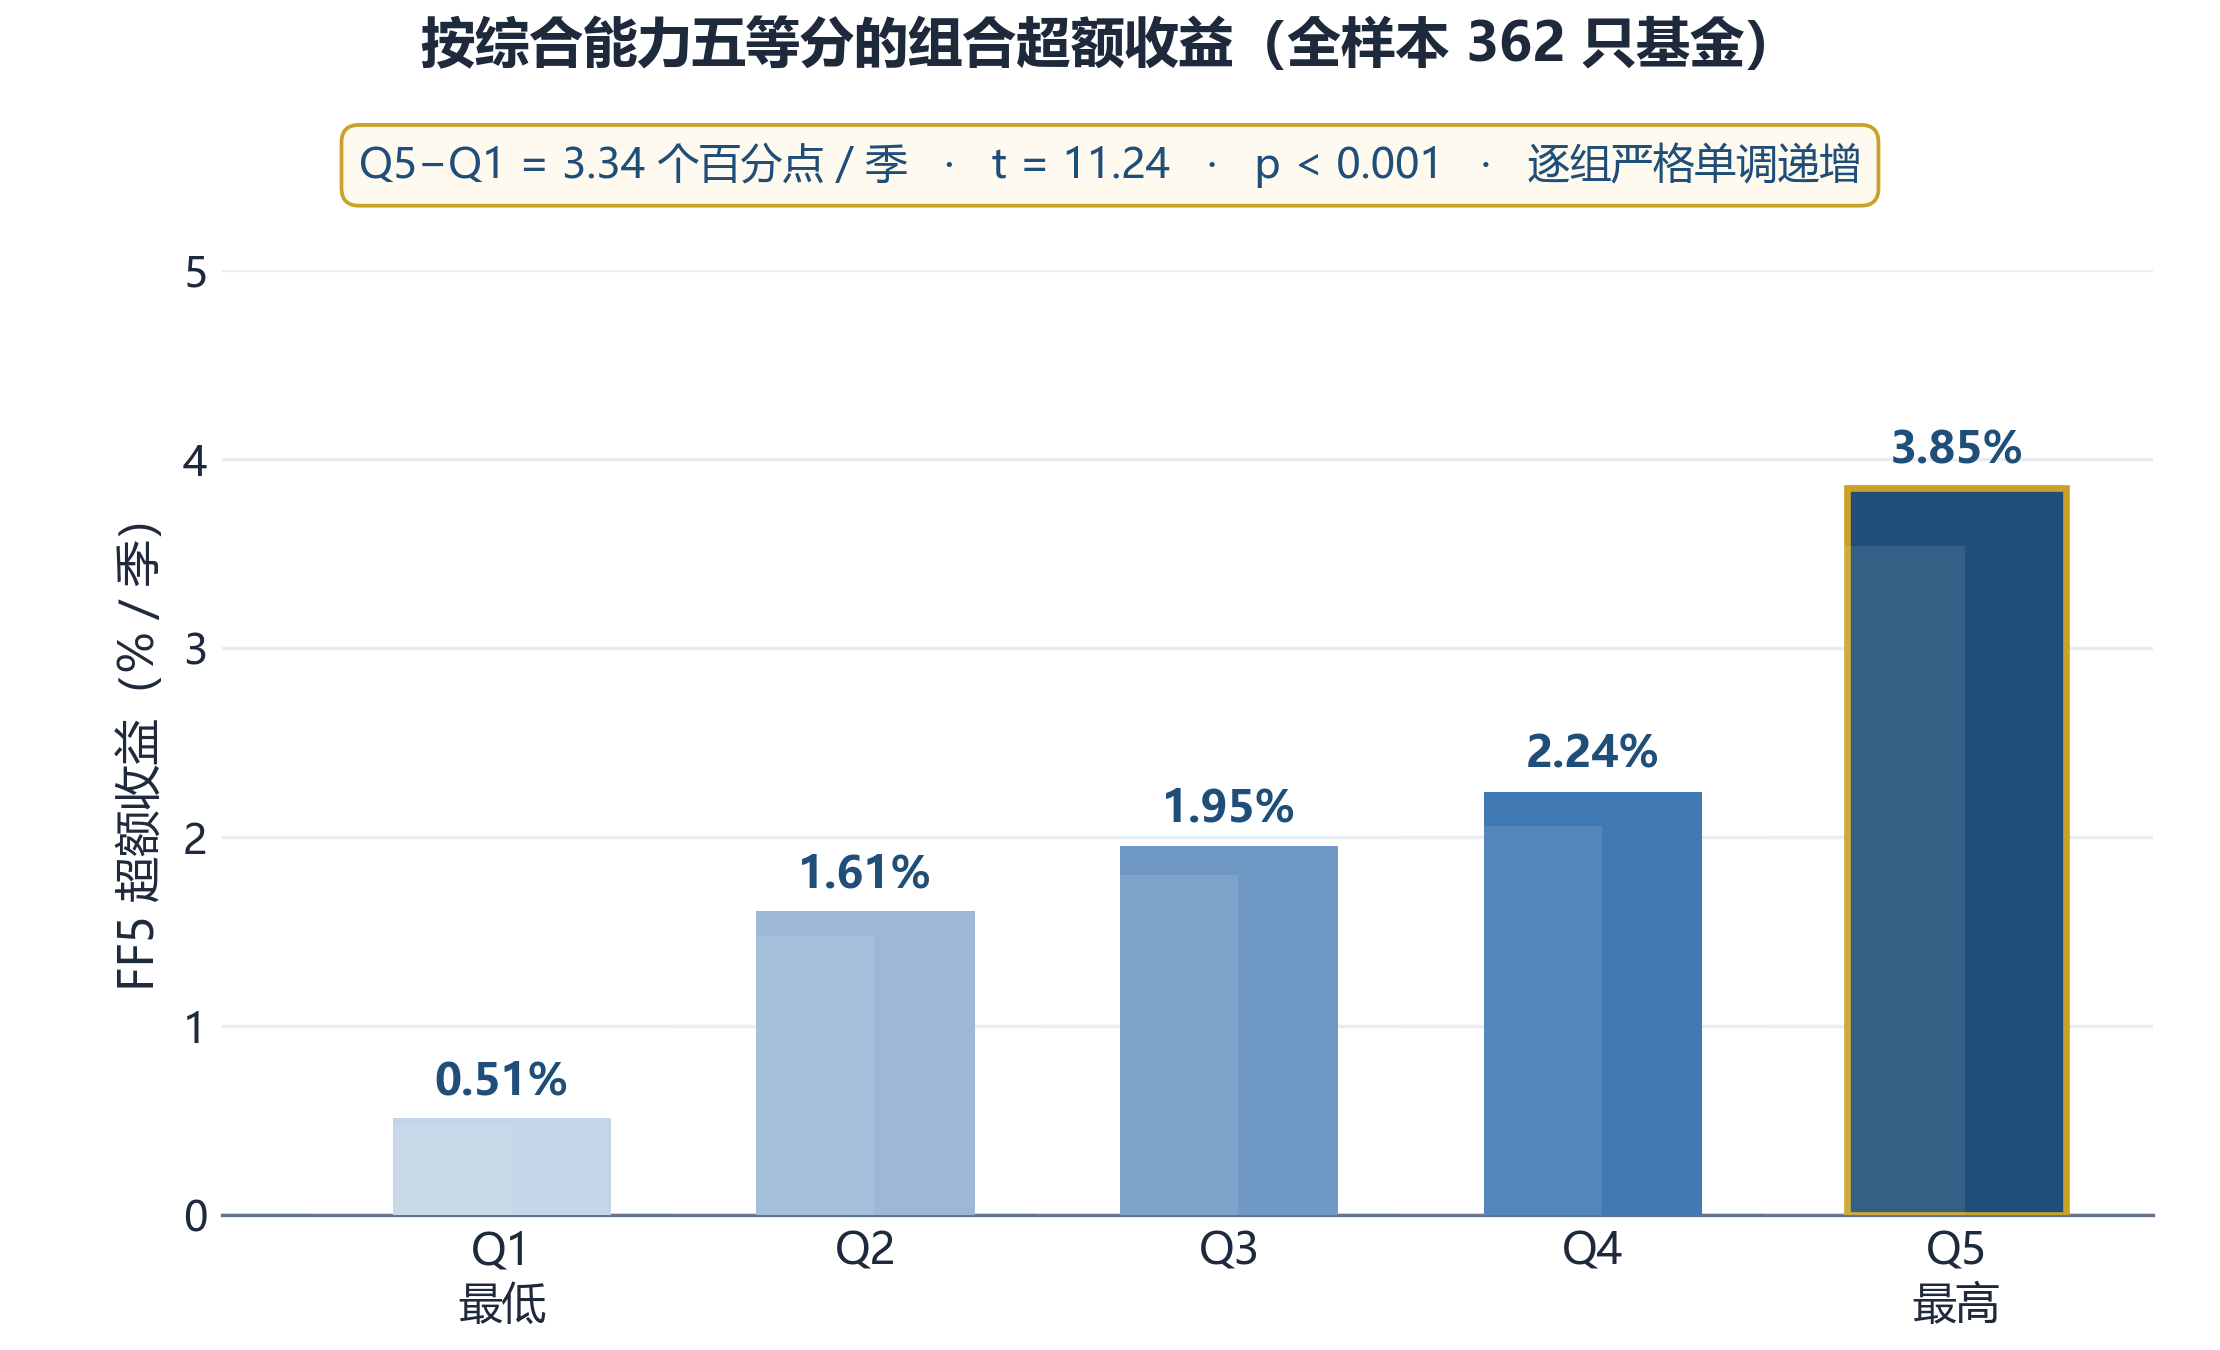 按综合能力五等分的组合超额收益（全样本 362 只基金）
Q5−Q1 = 3.34 个百分点 / 季 · t = 11.24 · p < 0.001 · 逐组严格单调递增
FF5 超额收益（% / 季）
5
4
3
2
1
0
0.51%
1.61%
1.95%
2.24%
3.85%
Q1
最低
Q2
Q3
Q4
Q5
最高